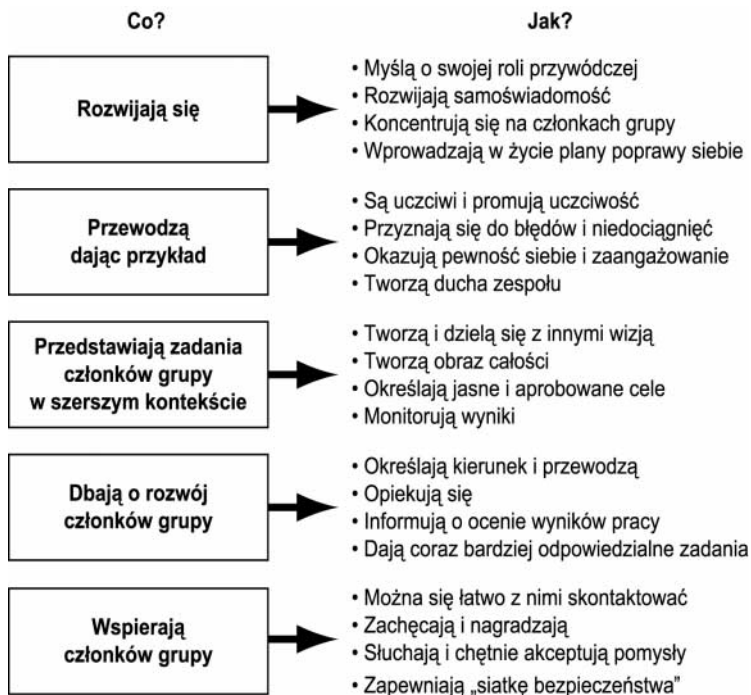 Co?
Jak?
Rozwijają się
• Myślą o swojej roli przywódczej
• Rozwijają samoświadomość
• Koncentrują się na członkach grupy
• Wprowadzają w życie plany poprawy siebie
Przewodzą
dając przykład
• Są uczciwi i promują uczciwość
• Przyznają się do błędów i niedociągnięć
• Okazują pewność siebie i zaangażowanie
• Tworzą ducha zespołu
Przedstawiają zadania
członków grupy
w szerszym kontekście
• Tworzą i dzielą się z innymi wizją
• Tworzą obraz całości
• Określają jasne i aprobowane cele
• Monitorują wyniki
Dbają o rozwój
członków grupy
• Określają kierunek i przewodzą
• Opiekują się
• Informują o ocenie wyników pracy
• Dają coraz bardziej odpowiedzialne zadania
Wspierają
członków grupy
• Można się łatwo z nimi skontaktować
• Zachęcają i nagradzają
• Słuchają i chętnie akceptują pomysły
• Zapewniają „siatkę bezpieczeństwa”